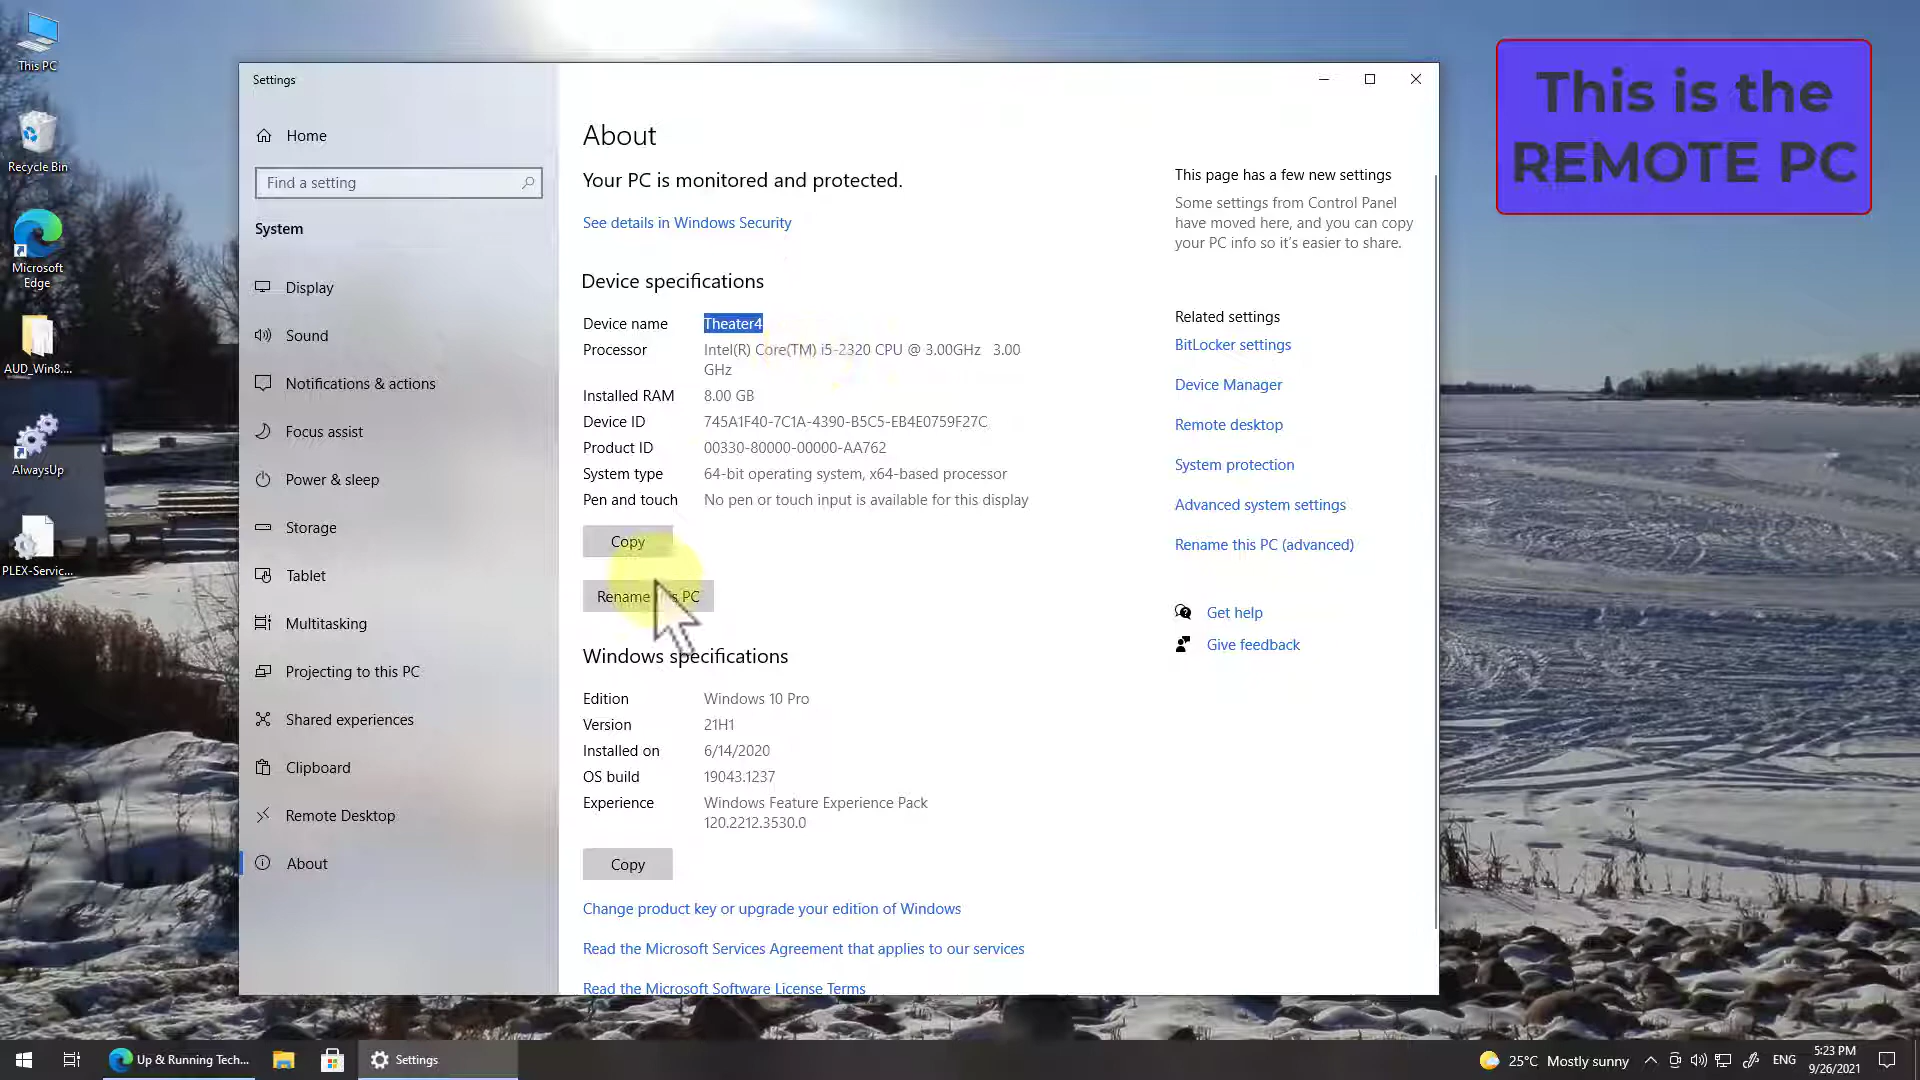 This PC
Recycle Bin
Microsoft
Edge
AUD_Win8....
AlwaysUp
PLEX-Servic...
Settings
Home
Find a setting
System
Display
Sound
Notifications & actions
Focus assist
Power & sleep
Storage
Tablet
Multitasking
Projecting to this PC
Shared experiences
Clipboard
Remote Desktop
About
About
Your PC is monitored and protected.
See details in Windows Security
Device specifications
Device name Theater4
Processor Intel(R) Core(TM) i5-2320 CPU @ 3.00GHz 3.00
GHz
Installed RAM 8.00 GB
Device ID 745A1F40-7C1A-4390-B5C5-EB4E0759F27C
Product ID 00330-80000-00000-AA762
System type 64-bit operating system, x64-based processor
Pen and touch No pen or touch input is available for this display
Copy
Rename this PC
Windows specifications
Edition Windows 10 Pro
Version 21H1
Installed on 6/14/2020
OS build 19043.1237
Experience Windows Feature Experience Pack
120.2212.3530.0
Copy
Change product key or upgrade your edition of Windows
Read the Microsoft Services Agreement that applies to our services
Read the Microsoft Software License Terms
This page has a few new settings
Some settings from Control Panel
have moved here, and you can copy
your PC info so it's easier to share.
Related settings
BitLocker settings
Device Manager
Remote desktop
System protection
Advanced system settings
Rename this PC (advanced)
Get help
Give feedback
This is the
REMOTE PC
Up & Running Tech...
Settings
25°C Mostly sunny
ENG
5:23 PM
9/26/2021